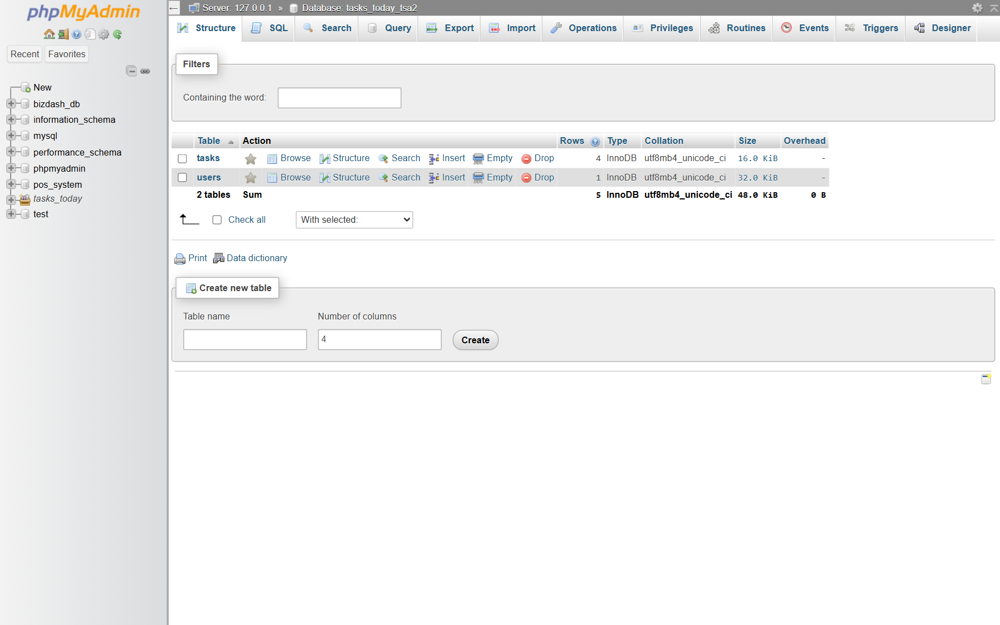 phpMyAdmin
Recent Favorites
New
bizdash_db
information_schema
mysql
performance_schema
phpmyadmin
pos_system
tasks_today
test
Server: 127.0.0.1 » Database: tasks_today_tsa2
Structure SQL Search Query Export Import Operations Privileges Routines Events Triggers Designer
Filters
Containing the word:
Table Action Rows Type Collation Size Overhead
tasks Browse Structure Search Insert Empty Drop 4 InnoDB utf8mb4_unicode_ci 16.0 KiB -
users Browse Structure Search Insert Empty Drop 1 InnoDB utf8mb4_unicode_ci 32.0 KiB -
2 tables Sum 5 InnoDB utf8mb4_unicode_ci 48.0 KiB 0 B
Check all With selected:
Print Data dictionary
Create new table
Table name Number of columns
4 Create